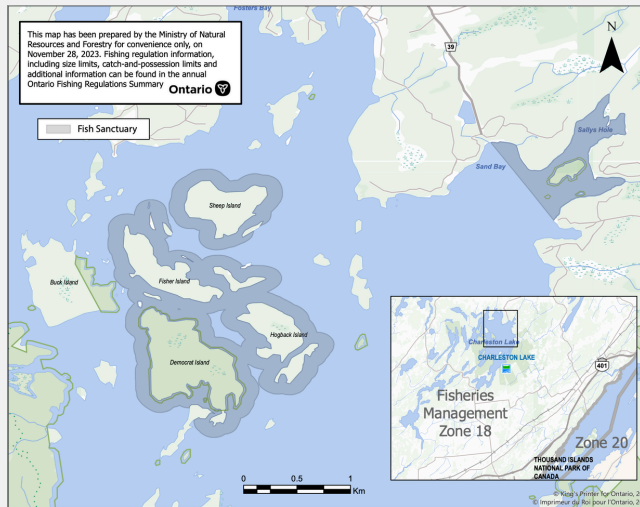 Fosters Bay
This map has been prepared by the Ministry of Natural
Resources and Forestry for convenience only, on
November 28, 2023. Fishing regulation information,
including size limits, catch-and-possession limits and
additional information can be found in the annual
Ontario Fishing Regulations Summary
Ontario
39
N
Fish Sanctuary
Sallys Hole
Sand Bay
Sheep Island
Buck Island
Fisher Island
Hogback Island
Democrat Island
Charleston Lake
CHARLESTON LAKE
401
Fisheries
Management
Zone 18
Zone 20
THOUSAND ISLANDS
NATIONAL PARK OF
CANADA
0
0.5
1
Km
© King's Printer for Ontario, 2
© Imprimeur du Roi pour l'Ontario, 2